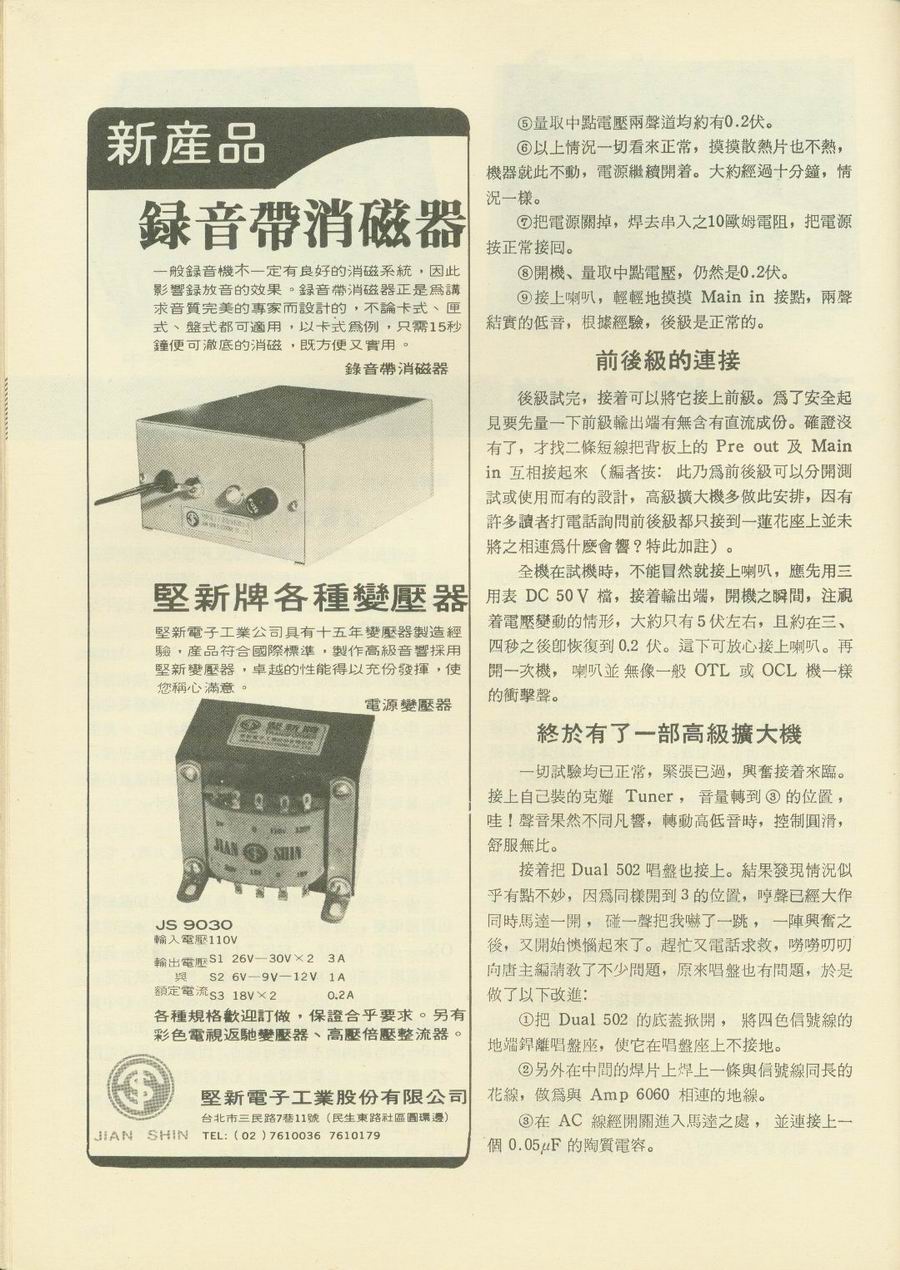 新産品
録音帶消磁器
一般録音機不一定有良好的消磁系統，因此
影響録放音的效果。録音帶消磁器正是爲講
求音質完美的專家而設計的，不論卡式、匣
式、盤式都可適用，以卡式爲例，只需15秒
鐘便可澈底的消磁，既方便又實用。
錄音帶消磁器
堅新牌各種變壓器
堅新電子工業公司具有十五年變壓器製造經
驗，產品符合國際標準，製作高級音響採用
堅新變壓器，卓越的性能得以充份發揮，使
您稱心滿意。
電源變壓器
堅新牌
JIAN SHIN
JS 9030
輸入電壓110V
輸出電壓
與
額定電流
S1 26V—30V×2 3A
S2 6V—9V—12V 1A
S3 18V×2 0.2A
各種規格歡迎訂做，保證合乎要求。另有
彩色電視返馳變壓器、高壓倍壓整流器。
JIAN SHIN
堅新電子工業股份有限公司
台北市三民路7巷11號（民生東路社區圓環邊）
TEL:（02）7610036 7610179
⑤量取中點電壓兩聲道均約有0.2伏。
⑥以上情況一切看來正常，摸摸散熱片也不熱，
機器就此不動，電源繼續開着。大約經過十分鐘，情
況一樣。
⑦把電源關掉，焊去串入之10歐姆電阻，把電源
按正常接回。
⑧開機、量取中點電壓，仍然是0.2伏。
⑨接上喇叭，輕輕地摸摸 Main in 接點，兩聲
結實的低音，根據經驗，後級是正常的。
前後級的連接
後級試完，接着可以將它接上前級。爲了安全起
見要先量一下前級輸出端有無含有直流成份。確證沒
有了，才找二條短線把背板上的 Pre out 及 Main
in 互相接起來（編者按：此乃爲前後級可以分開測
試或使用而有的設計，高級擴大機多做此安排，因有
許多讀者打電話詢問前後級都只接到一蓮花座上並未
將之相連爲什麼會響？特此加註）。
全機在試機時，不能冒然就接上喇叭，應先用三
用表 DC 50V 檔，接着輸出端，開機之瞬間，注視
着電壓變動的情形，大約只有5伏左右，且約在三、
四秒之後卽恢復到0.2 伏。這下可放心接上喇叭。再
開一次機，喇叭並無像一般 OTL 或 OCL 機一樣
的衝擊聲。
終於有了一部高級擴大機
一切試驗均已正常，緊張已過，興奮接着來臨。
接上自己裝的克難 Tuner，音量轉到③的位置，
哇！聲音果然不同凡響，轉動高低音時，控制圓滑，
舒服無比。
接着把 Dual 502 唱盤也接上。結果發現情況似
乎有點不妙，因爲同樣開到3的位置，哼聲已經大作
同時馬達一開，碰一聲把我嚇了一跳，一陣興奮之
後，又開始懊惱起來了。趕忙又電話求救，嘮嘮叨叨
向唐主編請敎了不少問題，原來唱盤也有問題，於是
做了以下改進：
①把 Dual 502 的底蓋掀開，將四色信號線的
地端銲離唱盤座，使它在唱盤座上不接地。
②另外在中間的焊片上焊上一條與信號線同長的
花線，做爲與 Amp 6060 相連的地線。
③在 AC 線經開關進入馬達之處，並連接上一
個 0.05μF 的陶質電容。